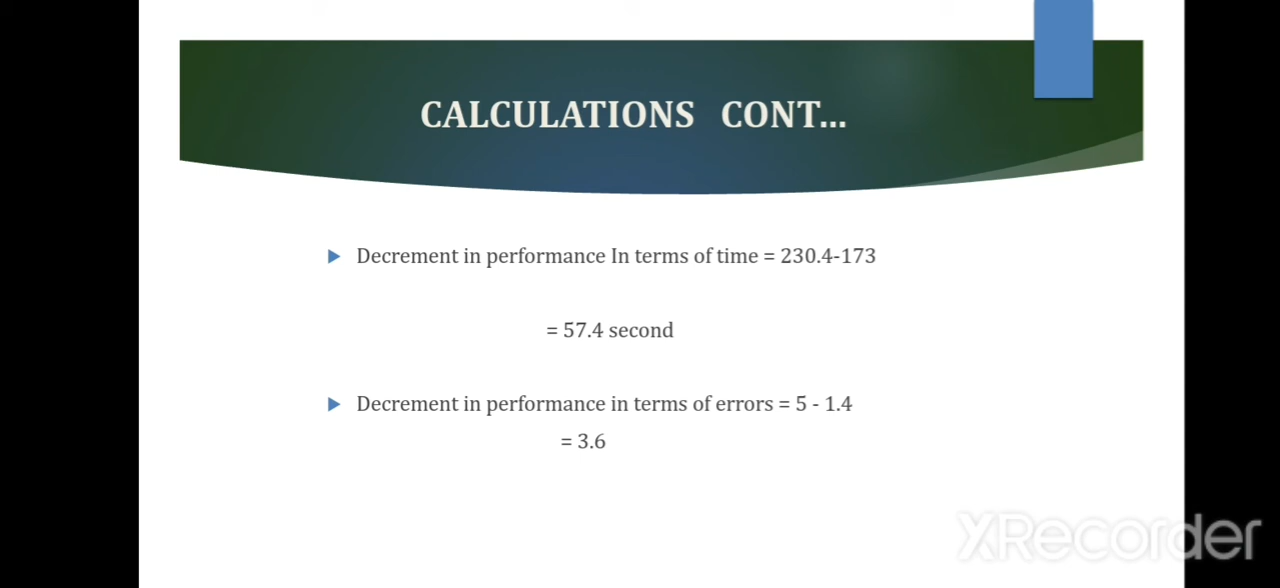 CALCULATIONS CONT...
Decrement in performance In terms of time = 230.4-173
= 57.4 second
Decrement in performance in terms of errors = 5 - 1.4
= 3.6
XRecorder